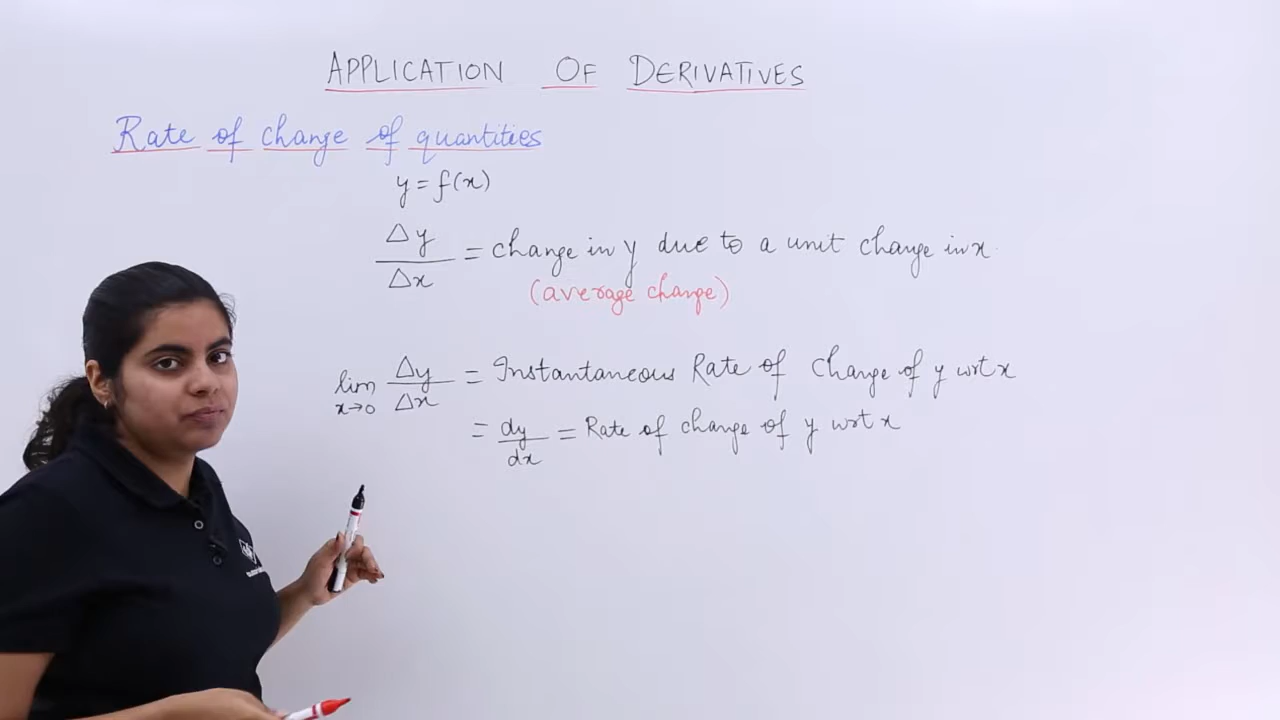 APPLICATION OF DERIVATIVES
Rate of change of quantities
y = f(x)
Δy/Δx = change in y due to a unit change in x.
(average change)
lim x→0 Δy/Δx = Instantaneous Rate of change of y wrt x
= dy/dx = Rate of change of y wrt x